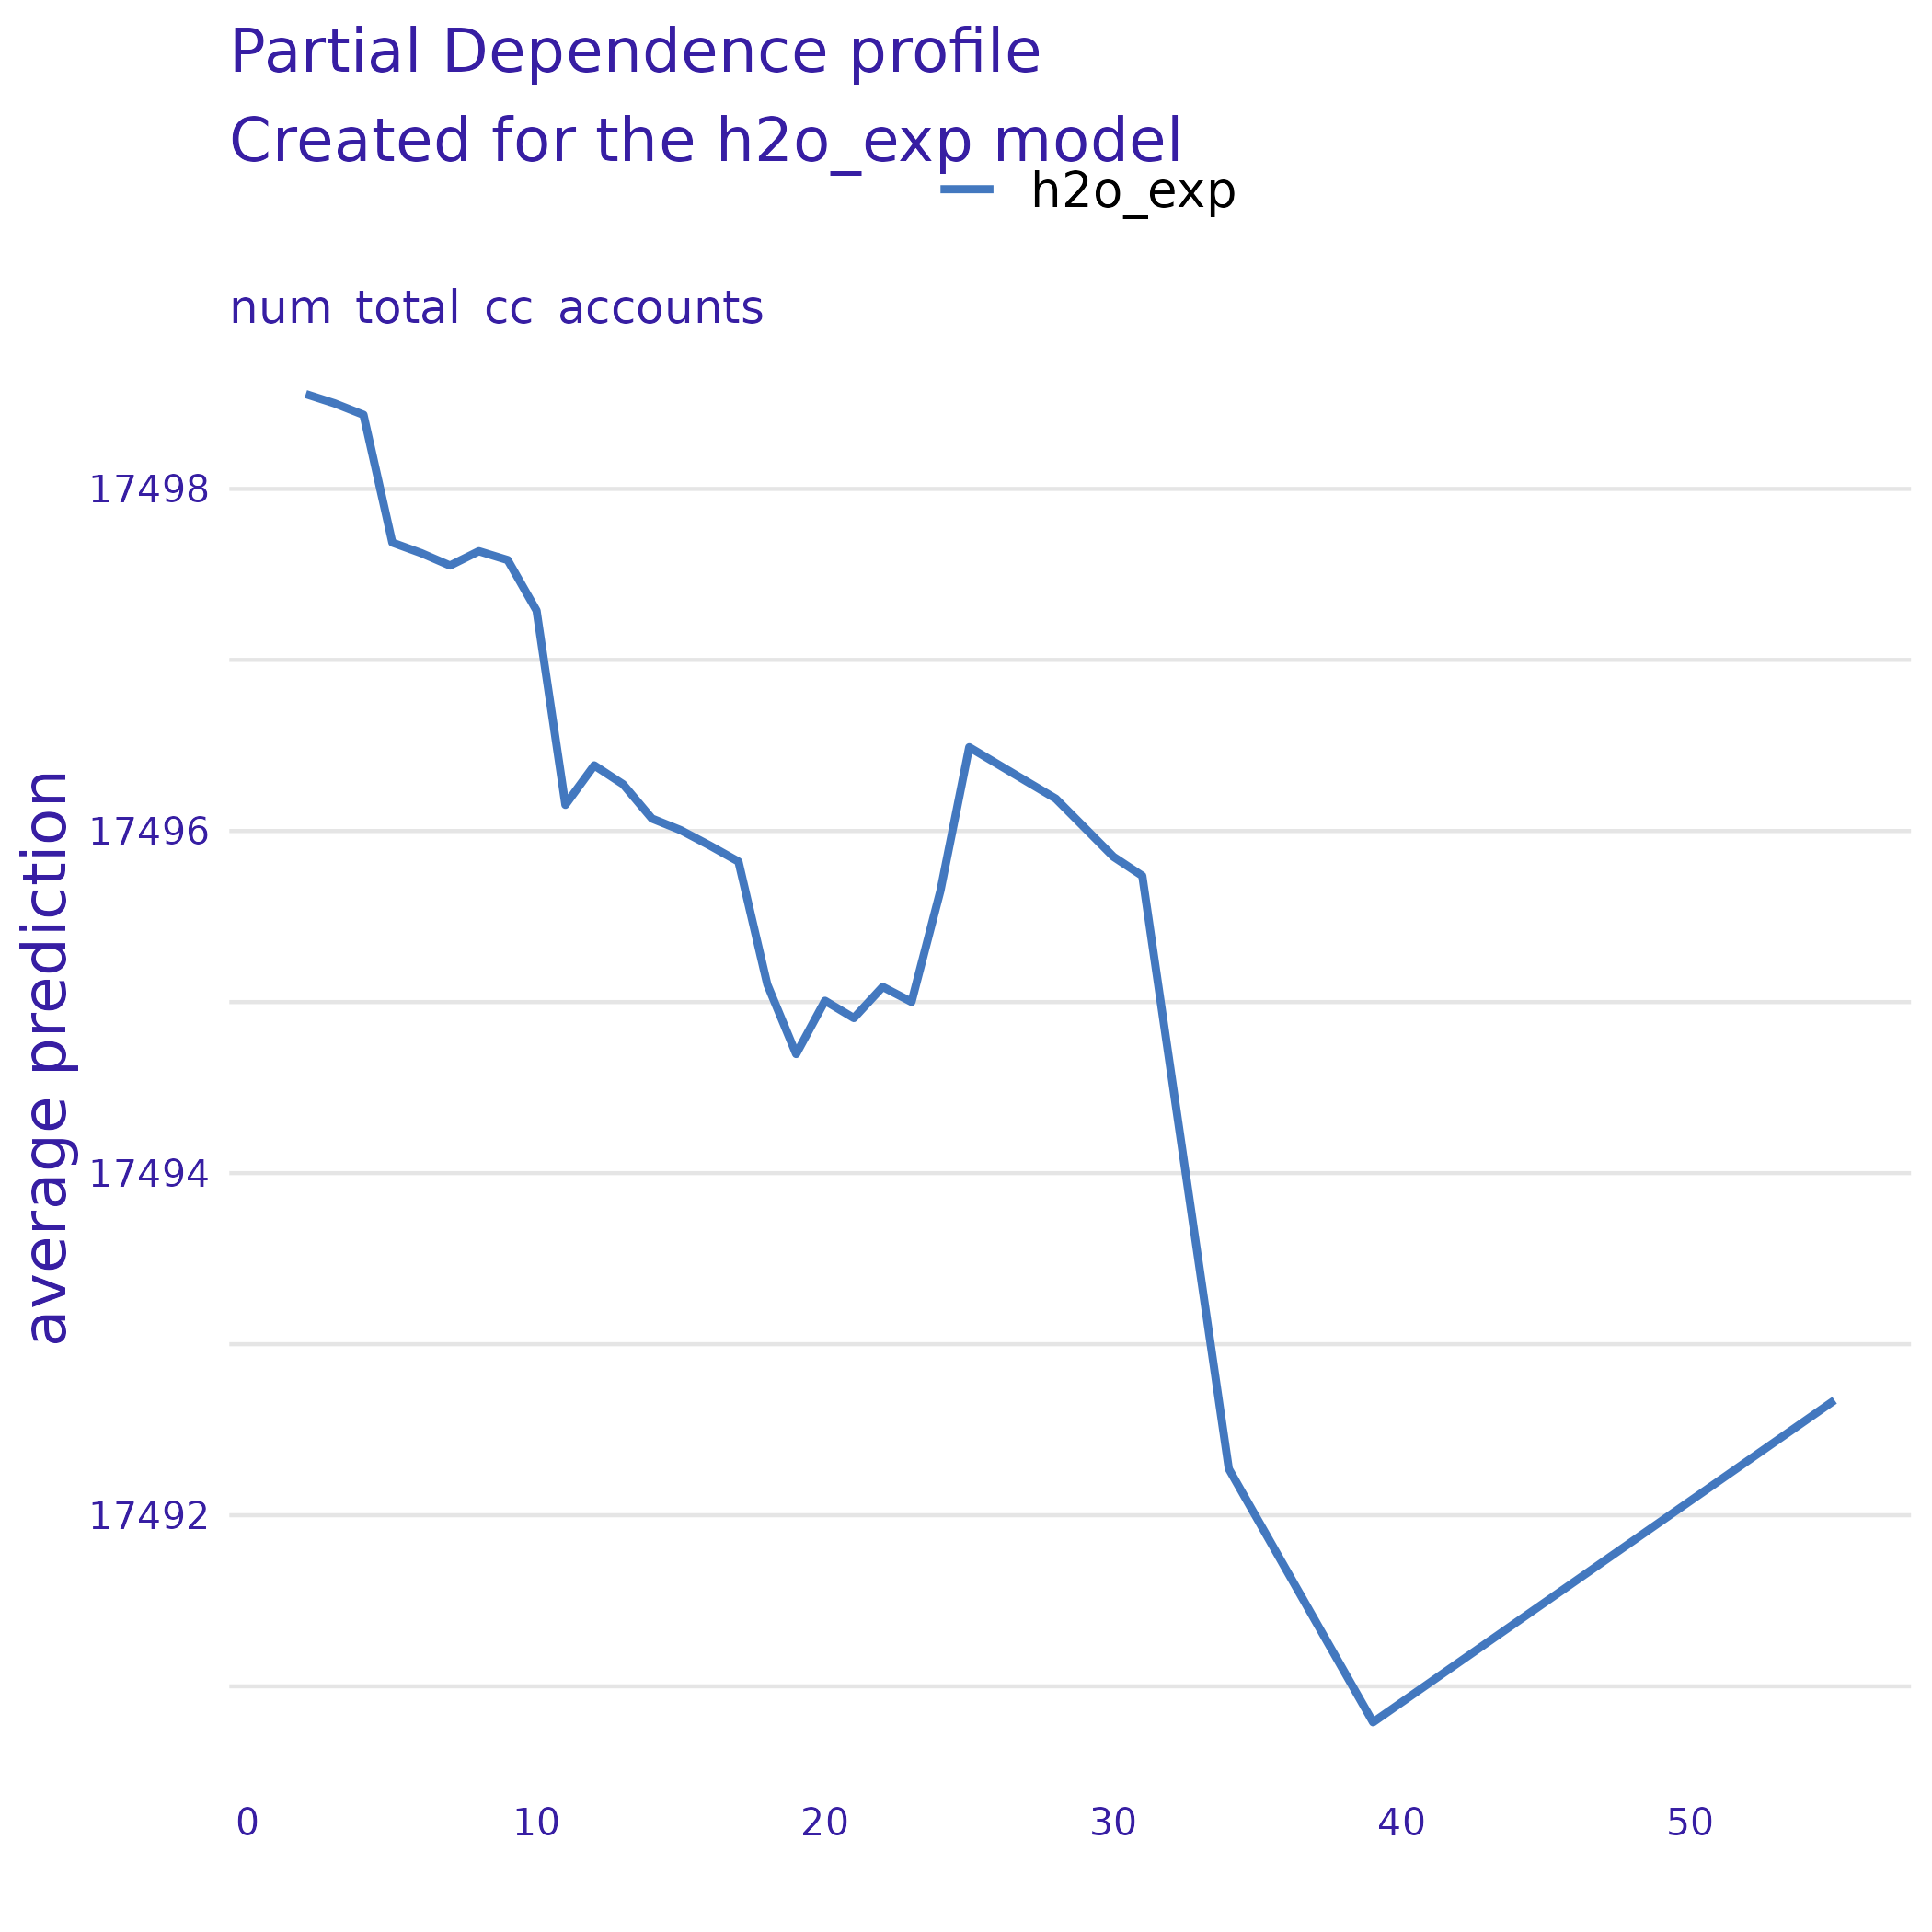 Partial Dependence profile
Created for the h2o_exp model
h2o_exp
num total cc accounts
17498
17496
17494
17492
average prediction
0 10 20 30 40 50